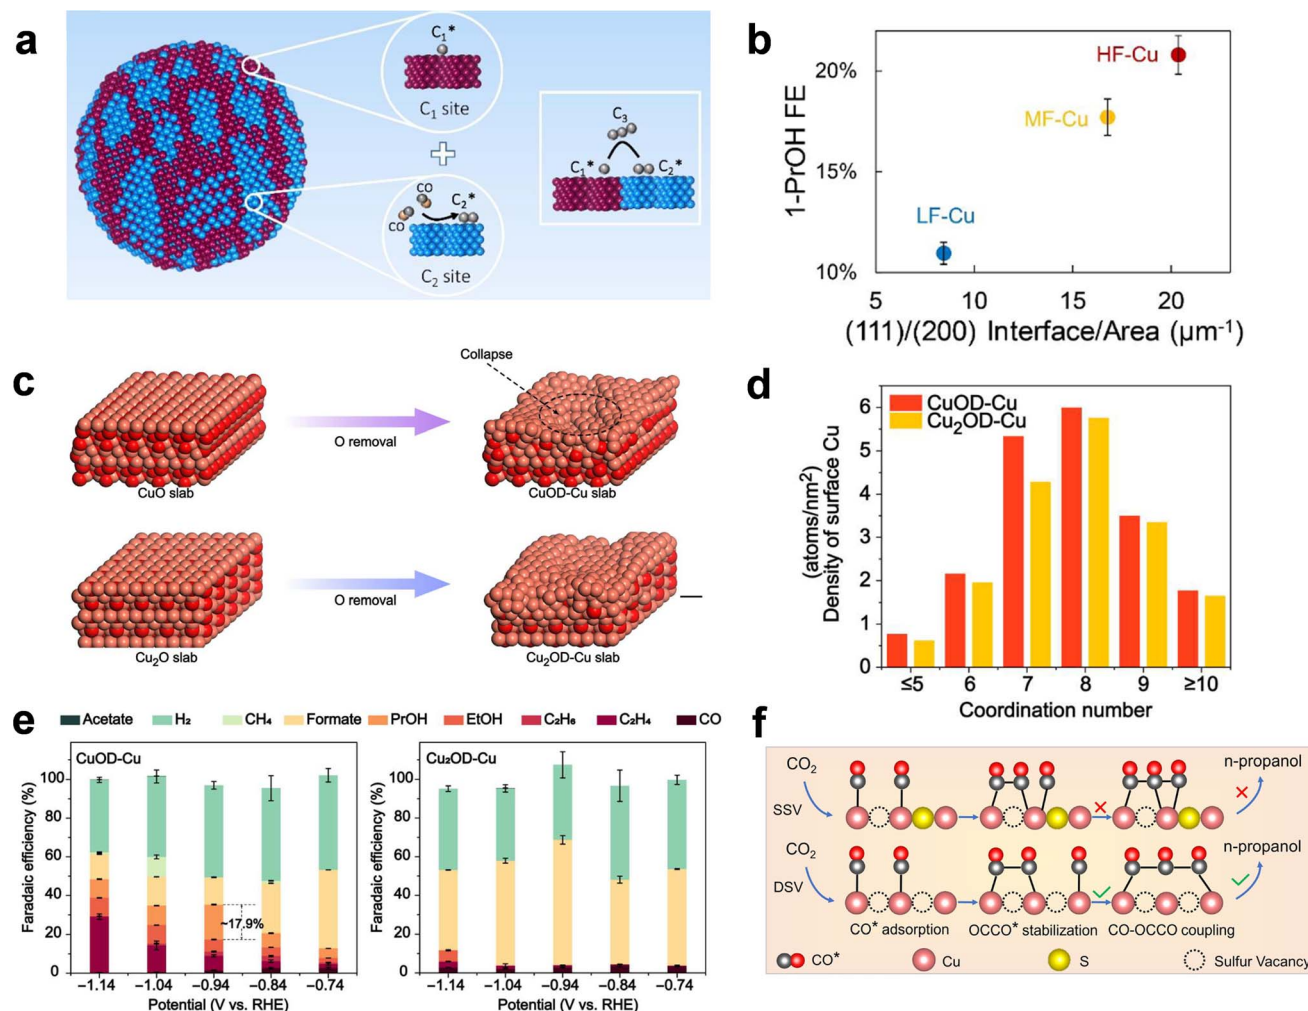 a
C₁*
C₁ site
CO
CO
C₂*
C₂ site
C₃
C₁*
C₂*
b
1-PrOH FE
20%
15%
10%
HF-Cu
MF-Cu
LF-Cu
5
10
15
20
(111)/(200) Interface/Area (μm⁻¹)
c
Collapse
O removal
CuO slab
CuOD-Cu slab
O removal
Cu₂O slab
Cu₂OD-Cu slab
d
CuOD-Cu
Cu₂OD-Cu
(atoms/nm²)
Density of surface Cu
6
5
4
3
2
1
0
≤5
6
7
8
9
≥10
Coordination number
e
Acetate
H₂
CH₄
Formate
PrOH
EtOH
C₂H₆
C₂H₄
CO
CuOD-Cu
Faradaic efficiency (%)
100
80
60
40
20
0
~17.9%
−1.14
−1.04
−0.94
−0.84
−0.74
Potential (V vs. RHE)
Cu₂OD-Cu
Faradaic efficiency (%)
100
80
60
40
20
0
−1.14
−1.04
−0.94
−0.84
−0.74
Potential (V vs. RHE)
f
CO₂
SSV
n-propanol
CO₂
DSV
n-propanol
CO* adsorption
OCCO* stabilization
CO-OCCO coupling
CO*
Cu
S
Sulfur Vacancy